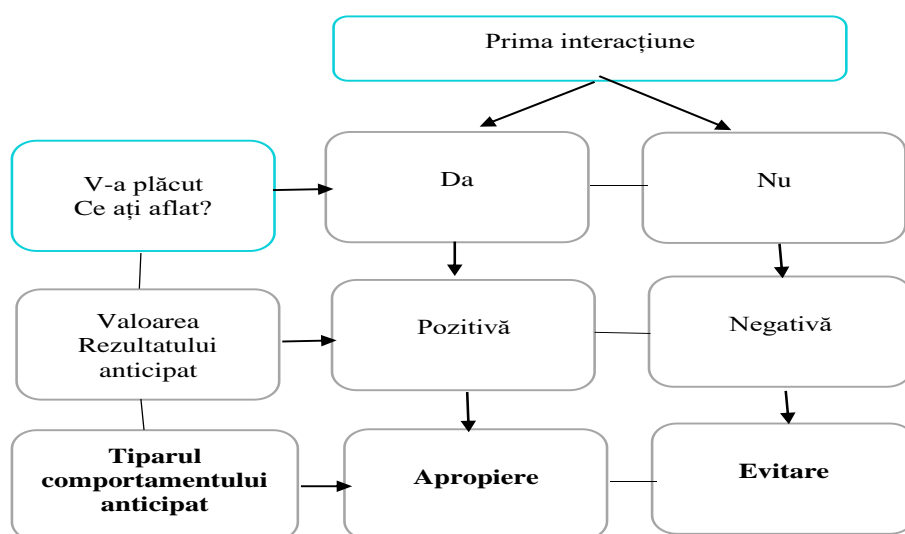 Prima interacțiune
V-a plăcut
Ce ați aflat?
Da
Nu
Valoarea
Rezultatului
anticipat
Pozitivă
Negativă
Tiparul
comportamentului
anticipat
Apropiere
Evitare